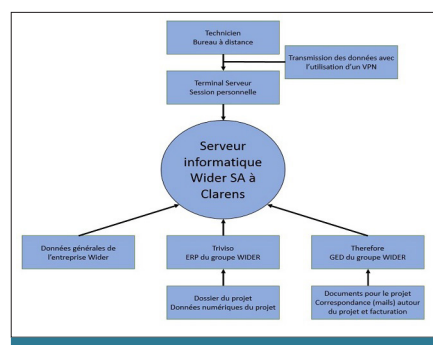 Technicien
Bureau à distance
Transmission des données avec
l'utilisation d'un VPN
Terminal Serveur
Session personnelle
Serveur
informatique
Wider SA à
Clarens
Données générales de
l'entreprise Wider
Triviso
ERP du groupe WIDER
Therefore
GED du groupe WIDER
Dossier du projet
Données numériques du projet
Documents pour le projet
Correspondance (mails) autour
du projet et facturation